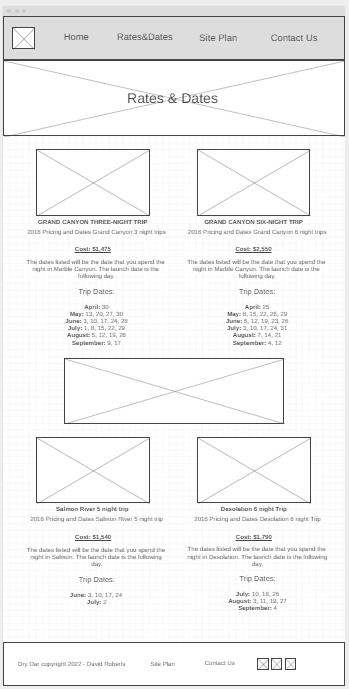 Home Rates&Dates Site Plan Contact Us
Rates & Dates
GRAND CANYON THREE-NIGHT TRIP
2016 Pricing and Dates Grand Canyon 3 night trips
Cost: $1,475
The dates listed will be the date that you spend the
night in Marble Canyon. The launch date is the
following day.
Trip Dates:
April: 30
May: 13, 20, 27, 30
June: 3, 10, 17, 24, 28
July: 1, 8, 15, 22, 29
August: 5, 12, 19, 26
September: 9, 17
GRAND CANYON SIX-NIGHT TRIP
2016 Pricing and Dates Grand Canyon 6 night trips
Cost: $2,550
The dates listed will be the date that you spend the
night in Marble Canyon. The launch date is the
following day.
Trip Dates:
April: 25
May: 8, 15, 22, 25, 29
June: 5, 12, 19, 23, 26
July: 3, 10, 17, 24, 31
August: 7, 14, 21
September: 4, 12
Salmon River 5 night trip
2016 Pricing and Dates Salmon River 5 night trip
Cost: $1,540
The dates listed will be the date that you spend the
night in Salmon. The launch date is the following
day.
Trip Dates:
June: 3, 10, 17, 24
July: 2
Desolation 6 night Trip
2016 Pricing and Dates Desolation 6 night Trip
Cost: $1,790
The dates listed will be the date that you spend the
night in Desolation. The launch date is the following
day.
Trip Dates:
July: 10, 18, 26
August: 3, 11, 19, 27
September: 4
Dry Oar copyright 2022 - David Roberts Site Plan Contact Us